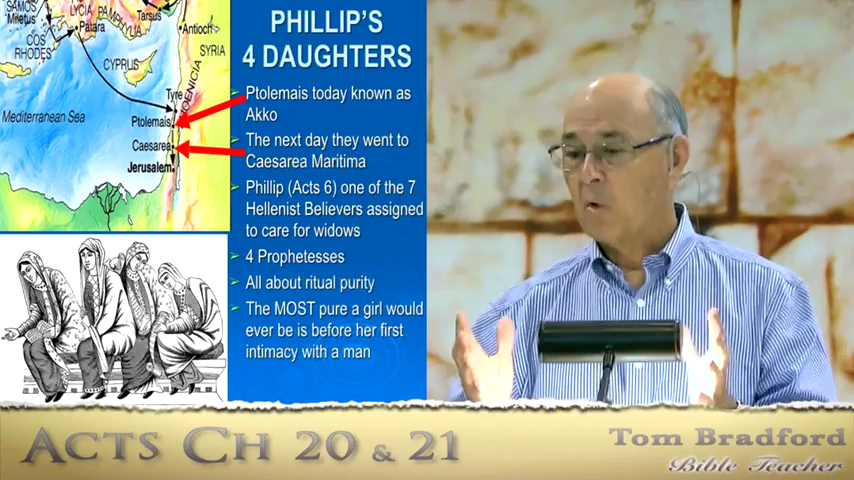 SAMOS
Miletus
LYCIA
PAMPHYLIA
Tarsus
Patara
COS
RHODES
Antioch
SYRIA
CYPRUS
PHOENICIA
Tyre
Mediterranean Sea
Ptolemais
Caesarea
Jerusalem
PHILLIP'S
4 DAUGHTERS
Ptolemais today known as
Akko
The next day they went to
Caesarea Maritima
Phillip (Acts 6) one of the 7
Hellenist Believers assigned
to care for widows
4 Prophetesses
All about ritual purity
The MOST pure a girl would
ever be is before her first
intimacy with a man
ACTS CH 20 & 21
Tom Bradford
Bible Teacher